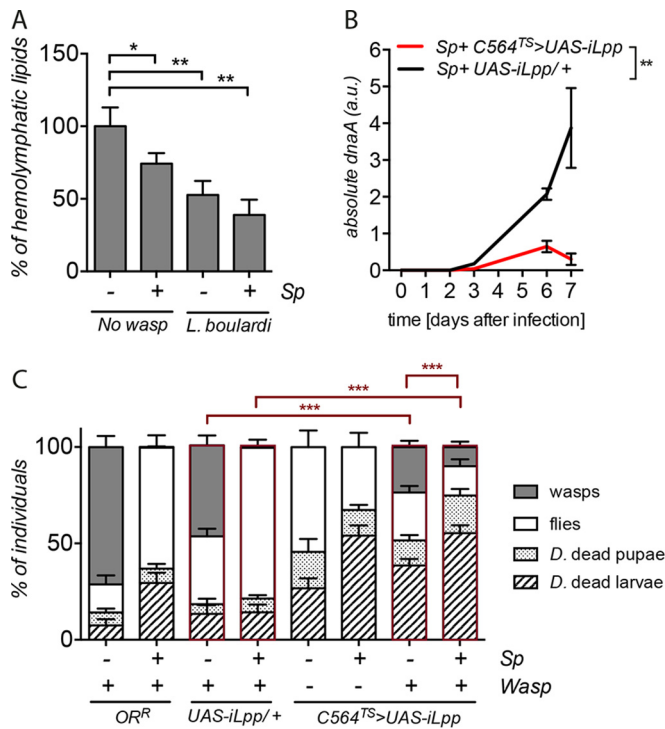 A
% of hemolymphatic lipids
150
100
50
0
*
**
**
- + - + Sp
No wasp L. boulardi
B
Sp+ C564TS>UAS-iLpp
Sp+ UAS-iLpp/ +
**
absolute dnaA (a.u.)
6
5
4
3
2
1
0
0 1 2 3 4 5 6 7
time [days after infection]
C
***
***
***
% of individuals
100
50
0
wasps
flies
D. dead pupae
D. dead larvae
- + - + - + - + Sp
+ + + + - - + + Wasp
ORR UAS-iLpp/ + C564TS>UAS-iLpp